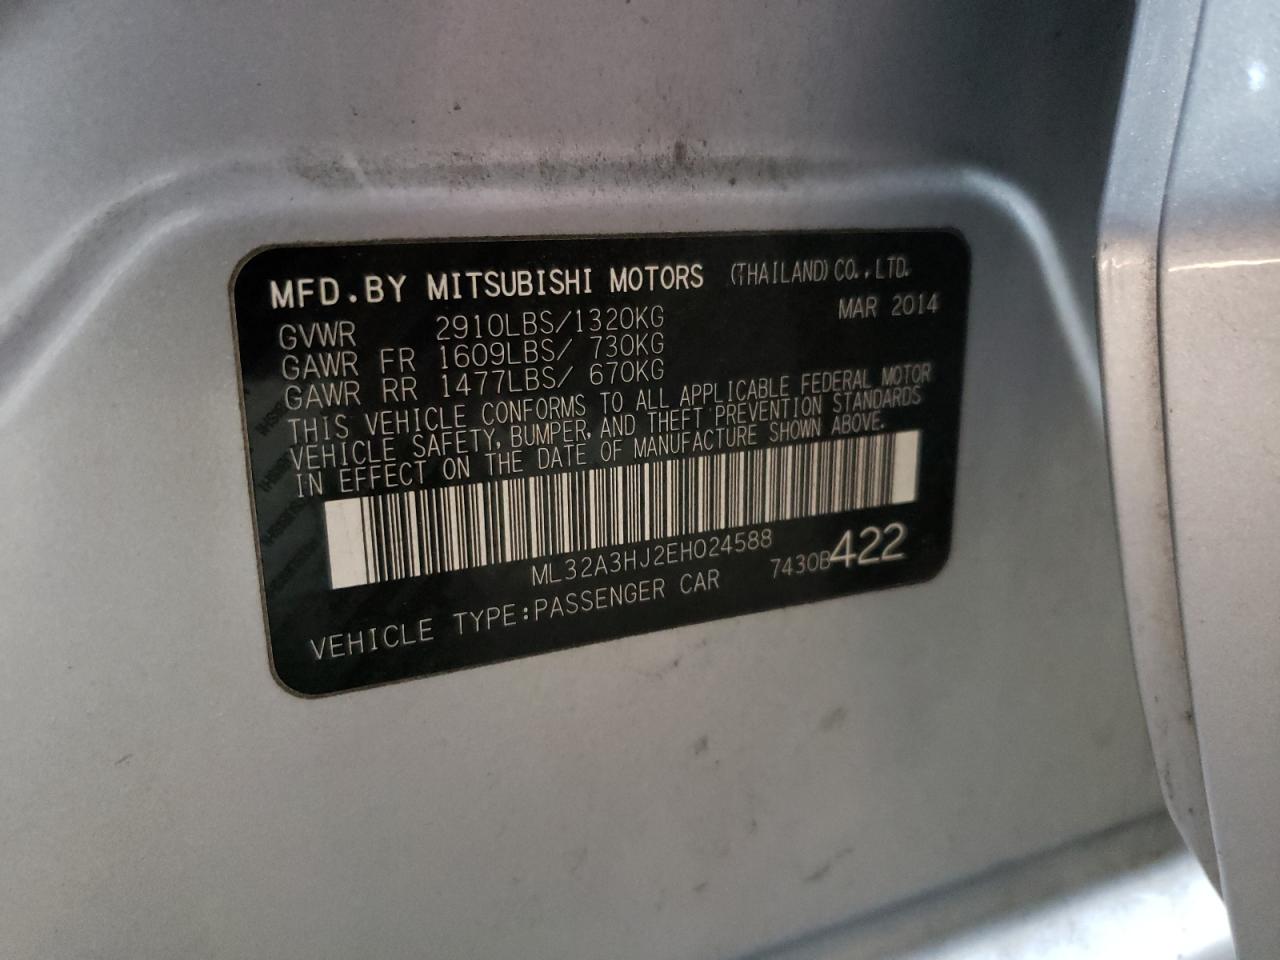 MFD.BY MITSUBISHI MOTORS (THAILAND) CO.,LTD.
GVWR 2910LBS/1320KG MAR 2014
GAWR FR 1609LBS/ 730KG
GAWR RR 1477LBS/ 670KG
THIS VEHICLE CONFORMS TO ALL APPLICABLE FEDERAL MOTOR
VEHICLE SAFETY, BUMPER, AND THEFT PREVENTION STANDARDS
IN EFFECT ON THE DATE OF MANUFACTURE SHOWN ABOVE.
ML32A3HJ2EH024588
VEHICLE TYPE:PASSENGER CAR 7430B422